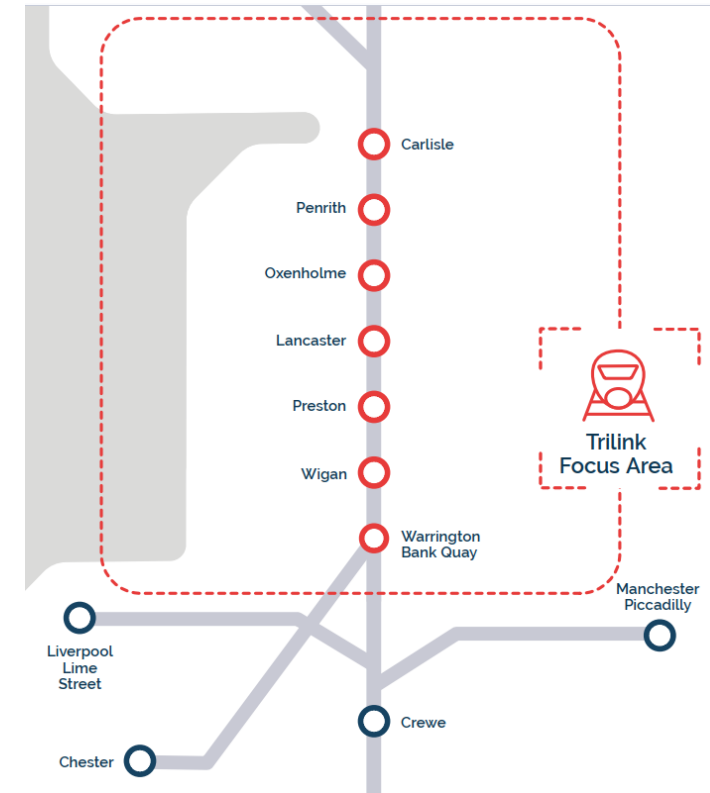 Carlisle
Penrith
Oxenholme
Lancaster
Preston
Wigan
Trilink
Focus Area
Warrington
Bank Quay
Manchester
Piccadilly
Liverpool
Lime
Street
Crewe
Chester